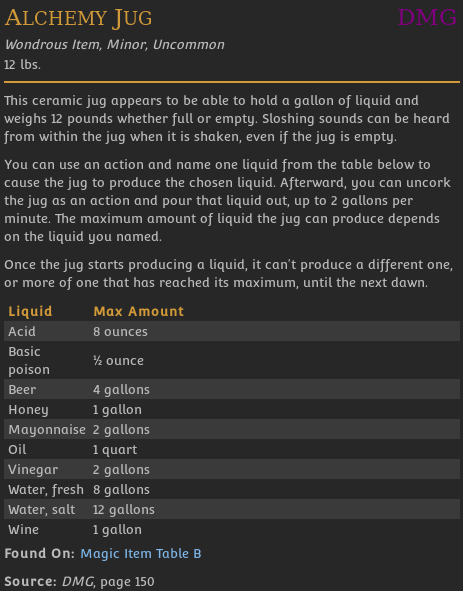 Alchemy Jug DMG
Wondrous Item, Minor, Uncommon
12 lbs.
This ceramic jug appears to be able to hold a gallon of liquid and
weighs 12 pounds whether full or empty. Sloshing sounds can be heard
from within the jug when it is shaken, even if the jug is empty.
You can use an action and name one liquid from the table below to
cause the jug to produce the chosen liquid. Afterward, you can uncork
the jug as an action and pour that liquid out, up to 2 gallons per
minute. The maximum amount of liquid the jug can produce depends
on the liquid you named.
Once the jug starts producing a liquid, it can't produce a different one,
or more of one that has reached its maximum, until the next dawn.
Liquid Max Amount
Acid 8 ounces
Basic
poison ½ ounce
Beer 4 gallons
Honey 1 gallon
Mayonnaise 2 gallons
Oil 1 quart
Vinegar 2 gallons
Water, fresh 8 gallons
Water, salt 12 gallons
Wine 1 gallon
Found On: Magic Item Table B
Source: DMG, page 150